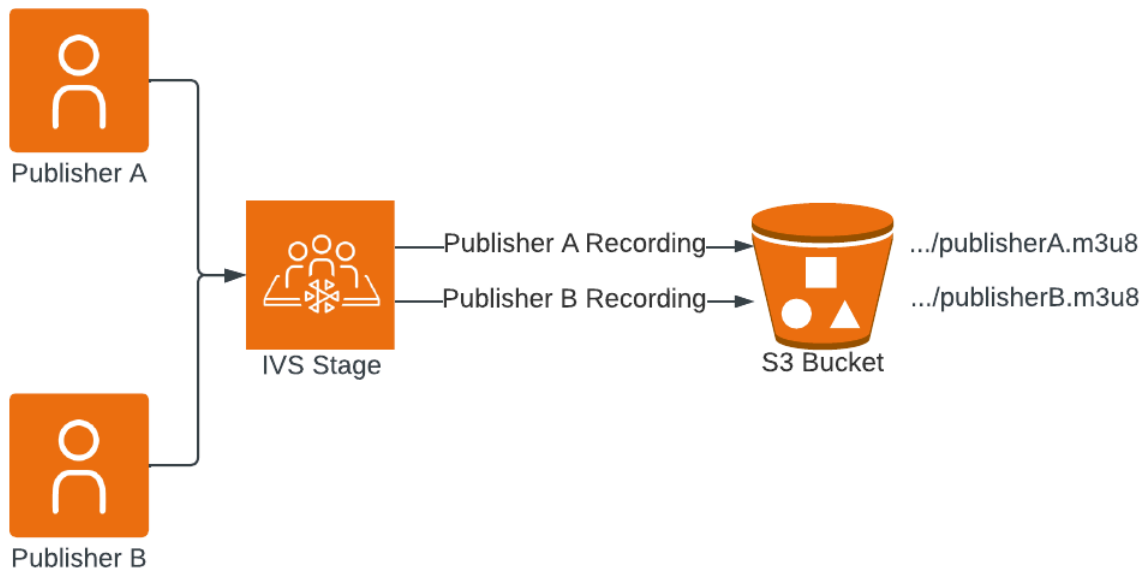 Publisher A
Publisher A Recording
.../publisherA.m3u8
Publisher B Recording
.../publisherB.m3u8
IVS Stage
S3 Bucket
Publisher B